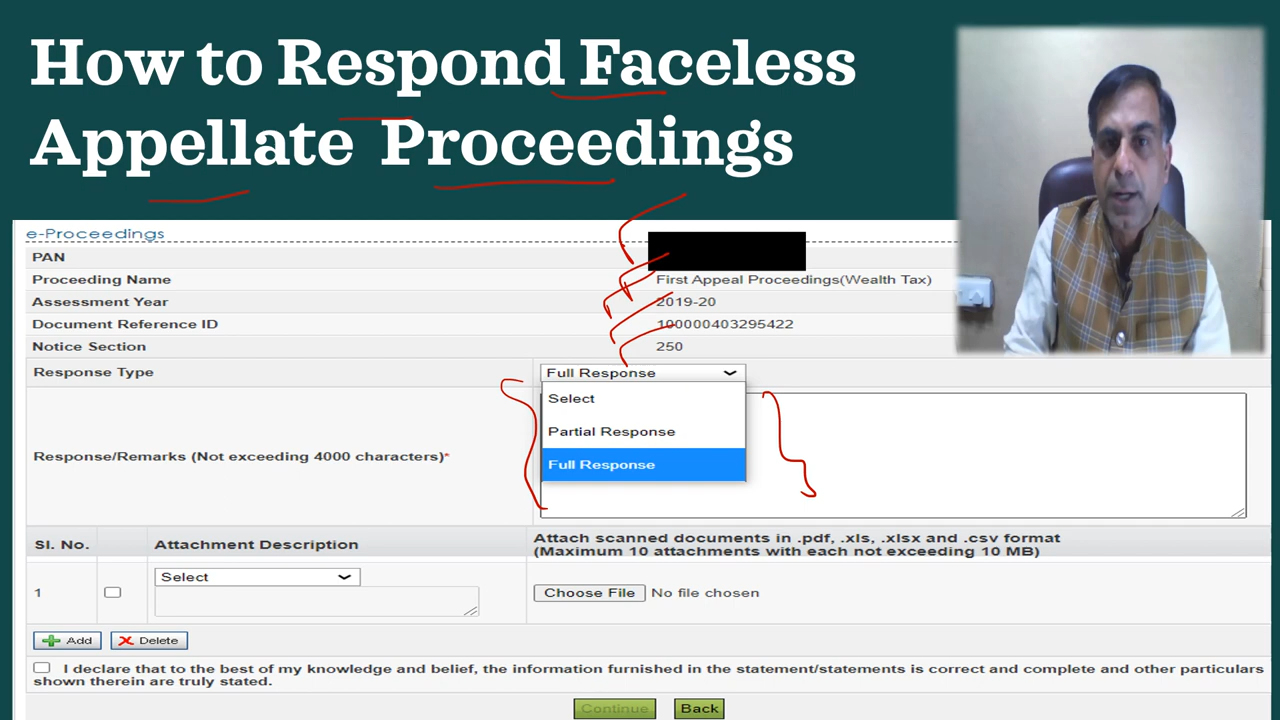 How to Respond Faceless
Appellate Proceedings
e-Proceedings
PAN
Proceeding Name First Appeal Proceedings(Wealth Tax)
Assessment Year 2019-20
Document Reference ID 100000403295422
Notice Section 250
Response Type Full Response
Select
Partial Response
Response/Remarks (Not exceeding 4000 characters)*
Full Response
Sl. No. Attachment Description Attach scanned documents in .pdf, .xls, .xlsx and .csv format
(Maximum 10 attachments with each not exceeding 10 MB)
Select
1 Choose File No file chosen
Add Delete
I declare that to the best of my knowledge and belief, the information furnished in the statement/statements is correct and complete and other particulars
shown therein are truly stated.
Continue Back